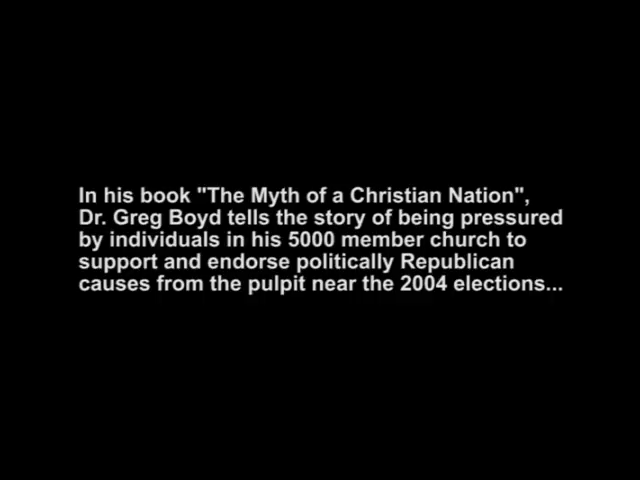 In his book "The Myth of a Christian Nation",
Dr. Greg Boyd tells the story of being pressured
by individuals in his 5000 member church to
support and endorse politically Republican
causes from the pulpit near the 2004 elections...